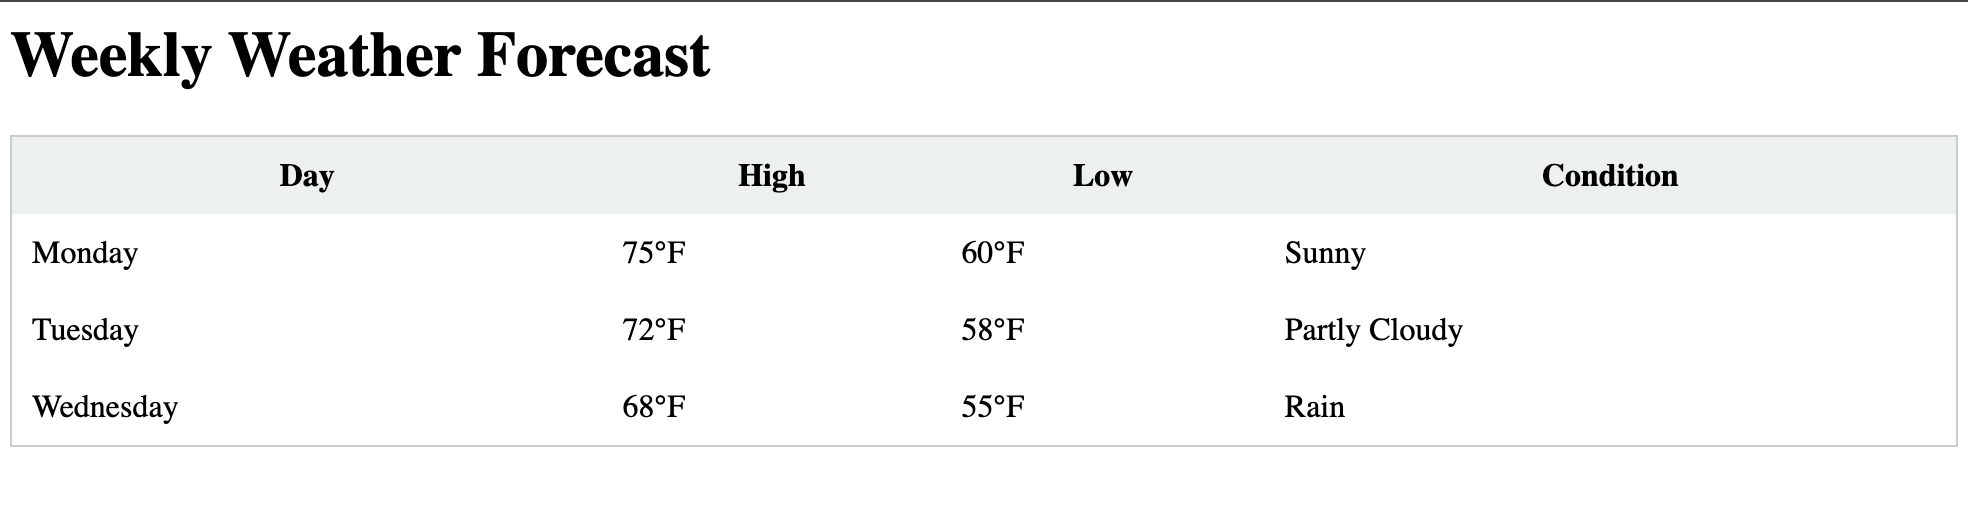 Weekly Weather Forecast
Day High Low Condition
Monday 75°F 60°F Sunny
Tuesday 72°F 58°F Partly Cloudy
Wednesday 68°F 55°F Rain